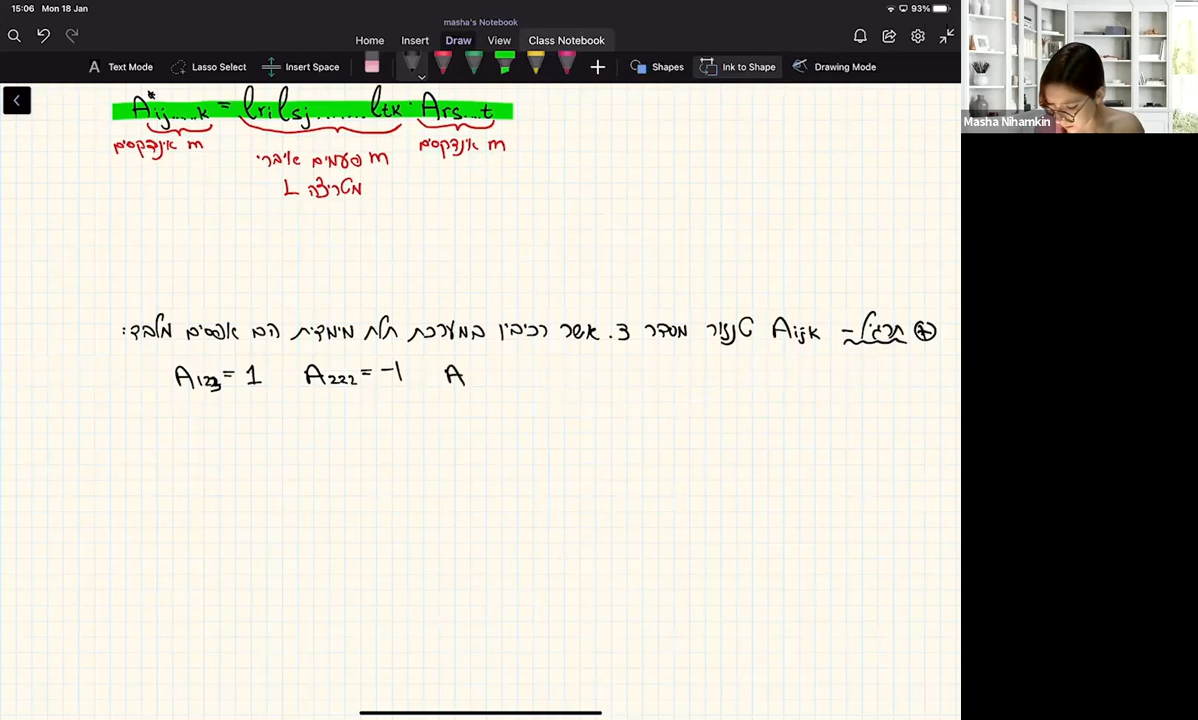 15:06 Mon 18 Jan
93%
masha's Notebook
Home Insert Draw View Class Notebook
Text Mode Lasso Select Insert Space Shapes Ink to Shape Drawing Mode
Masha Nihamkin
A*ij.....k = lri lsj ........ ltk · Ars...t
m אינדקסים
m פעמים איברי
m אינדקסים
מטריצה L
תרגיל - Aijk טנזור מסדר 3. אשר רכיביו במערכת תלת מימדית הם אפסים מלבד:
A123 = 1 A222 = -1 A